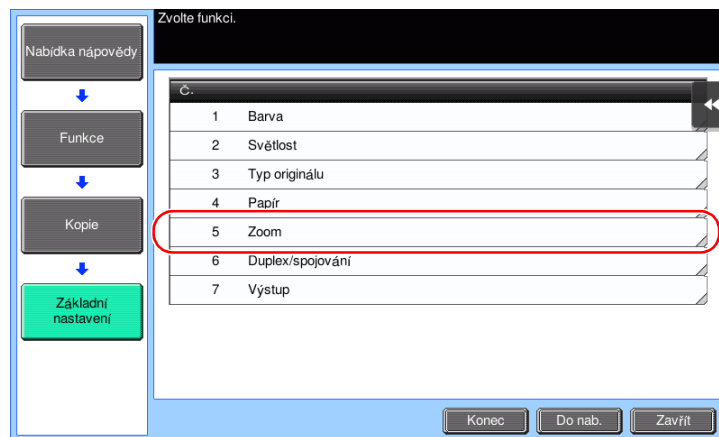 Zvolte funkci.
Nabídka nápovědy
Funkce
Kopie
Základní
nastavení
Č.
1 Barva
2 Světlost
3 Typ originálu
4 Papír
5 Zoom
6 Duplex/spojování
7 Výstup
Konec
Do nab.
Zavřít